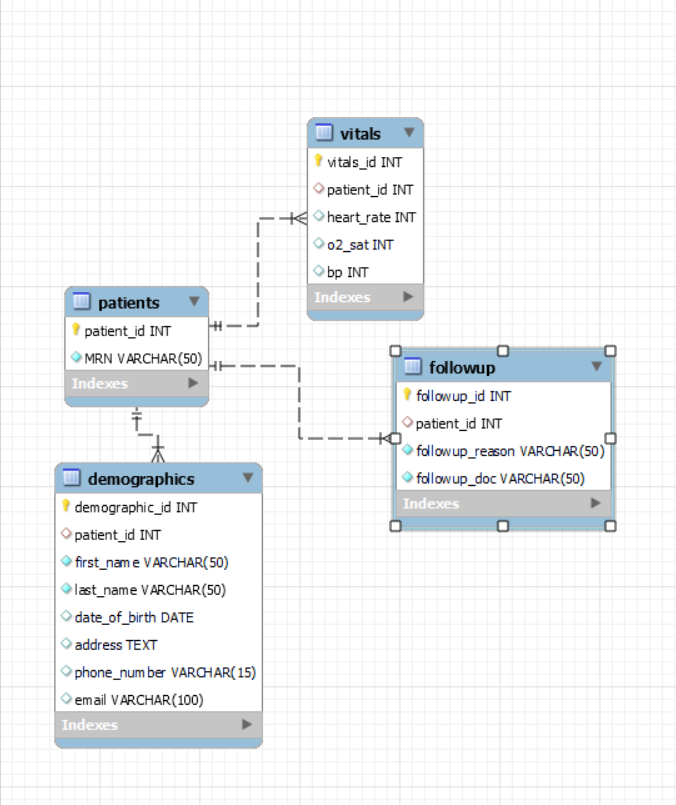 vitals
vitals_id INT
patient_id INT
heart_rate INT
o2_sat INT
bp INT
Indexes
patients
patient_id INT
MRN VARCHAR(50)
Indexes
followup
followup_id INT
patient_id INT
followup_reason VARCHAR(50)
followup_doc VARCHAR(50)
Indexes
demographics
demographic_id INT
patient_id INT
first_name VARCHAR(50)
last_name VARCHAR(50)
date_of_birth DATE
address TEXT
phone_number VARCHAR(15)
email VARCHAR(100)
Indexes